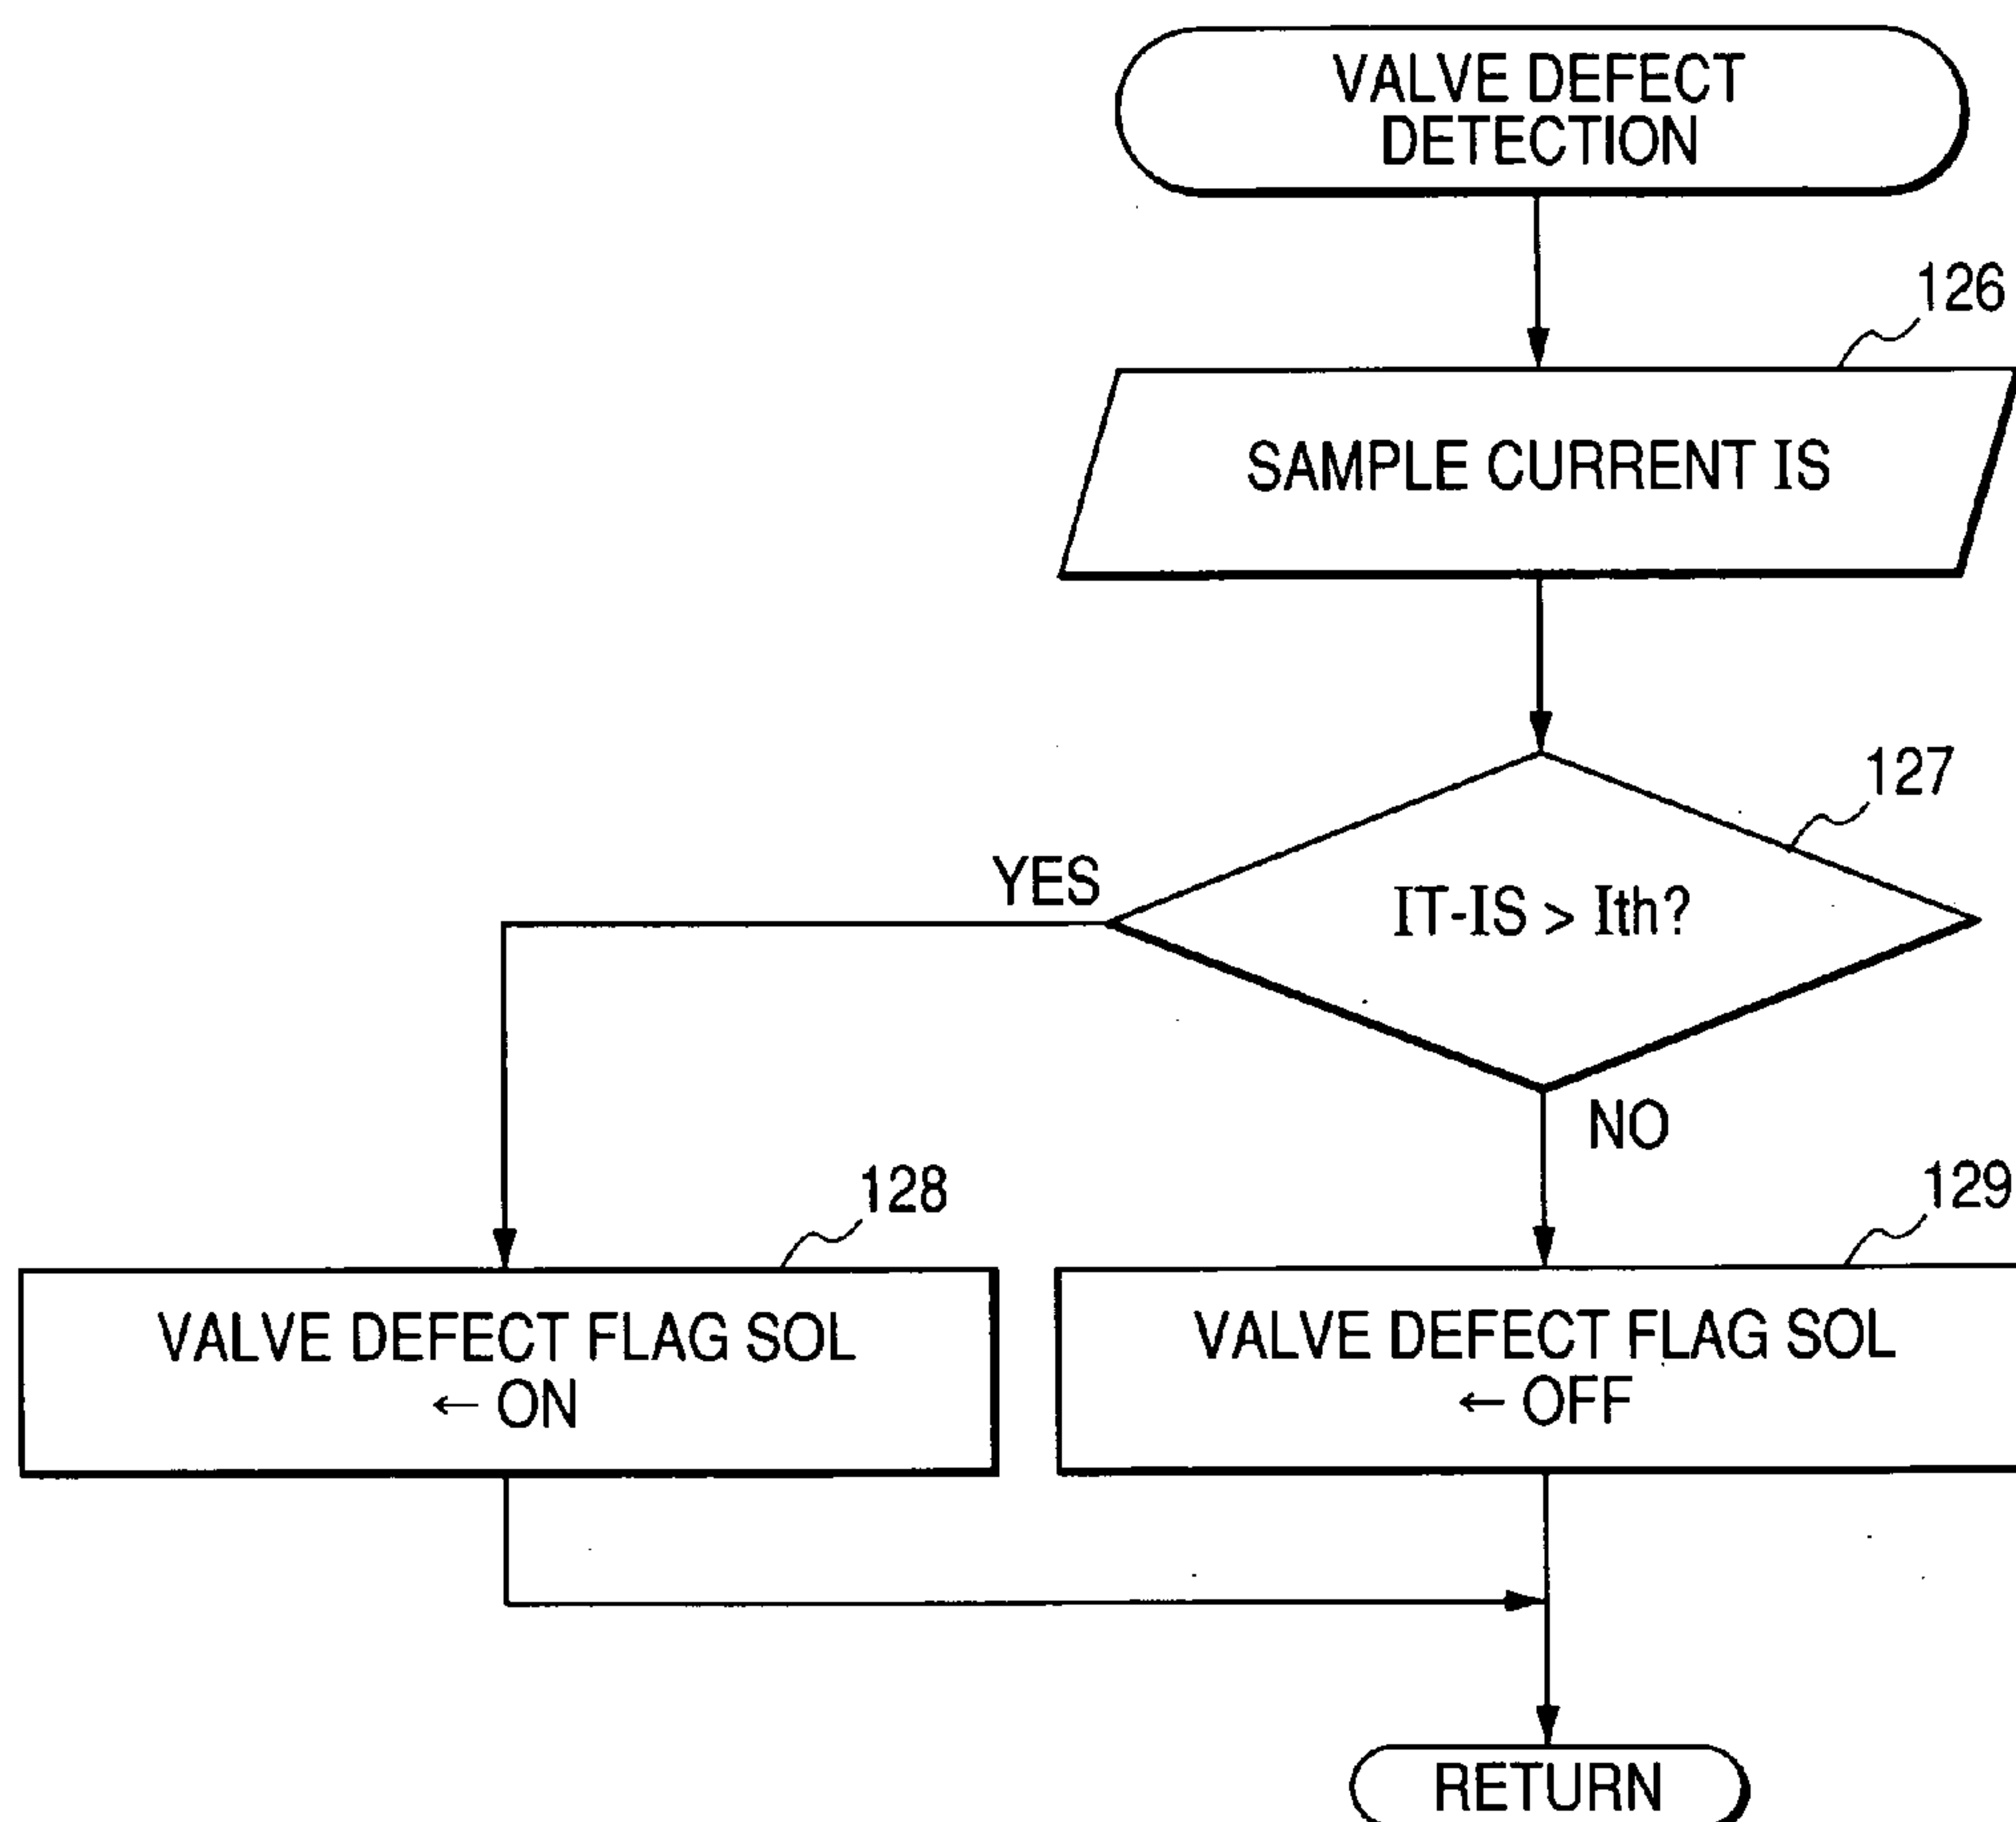 VALVE DEFECT
DETECTION
126
SAMPLE CURRENT IS
127
YES
IT-IS > Ith?
NO
128
129
VALVE DEFECT FLAG SOL
← ON
VALVE DEFECT FLAG SOL
← OFF
RETURN